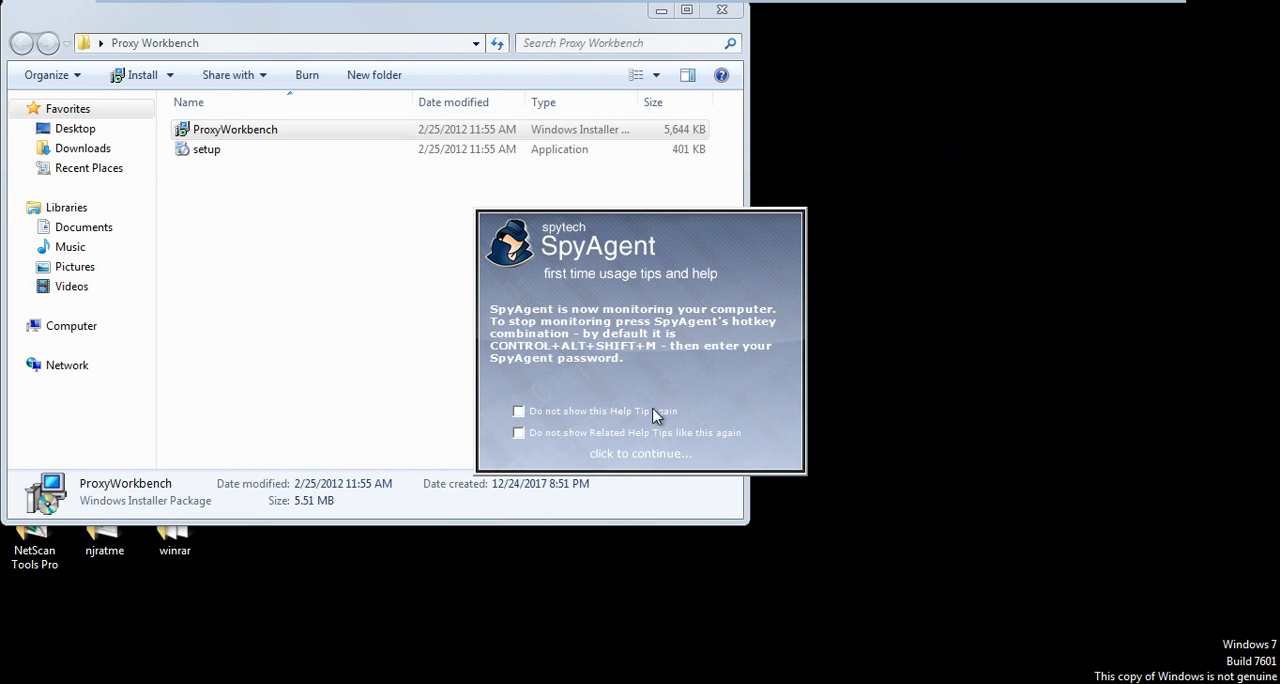 Proxy Workbench
Search Proxy Workbench
Organize Install Share with Burn New folder
Name Date modified Type Size
Favorites
Desktop
Downloads
Recent Places
Libraries
Documents
Music
Pictures
Videos
Computer
Network
ProxyWorkbench 2/25/2012 11:55 AM Windows Installer ... 5,644 KB
setup 2/25/2012 11:55 AM Application 401 KB
spytech
SpyAgent
first time usage tips and help
SpyAgent is now monitoring your computer.
To stop monitoring press SpyAgent's hotkey
combination - by default it is
CONTROL+ALT+SHIFT+M - then enter your
SpyAgent password.
Do not show this Help Tip again
Do not show Related Help Tips like this again
click to continue...
ProxyWorkbench Date modified: 2/25/2012 11:55 AM Date created: 12/24/2017 8:51 PM
Windows Installer Package Size: 5.51 MB
NetScan
Tools Pro
njratme
winrar
Windows 7
Build 7601
This copy of Windows is not genuine